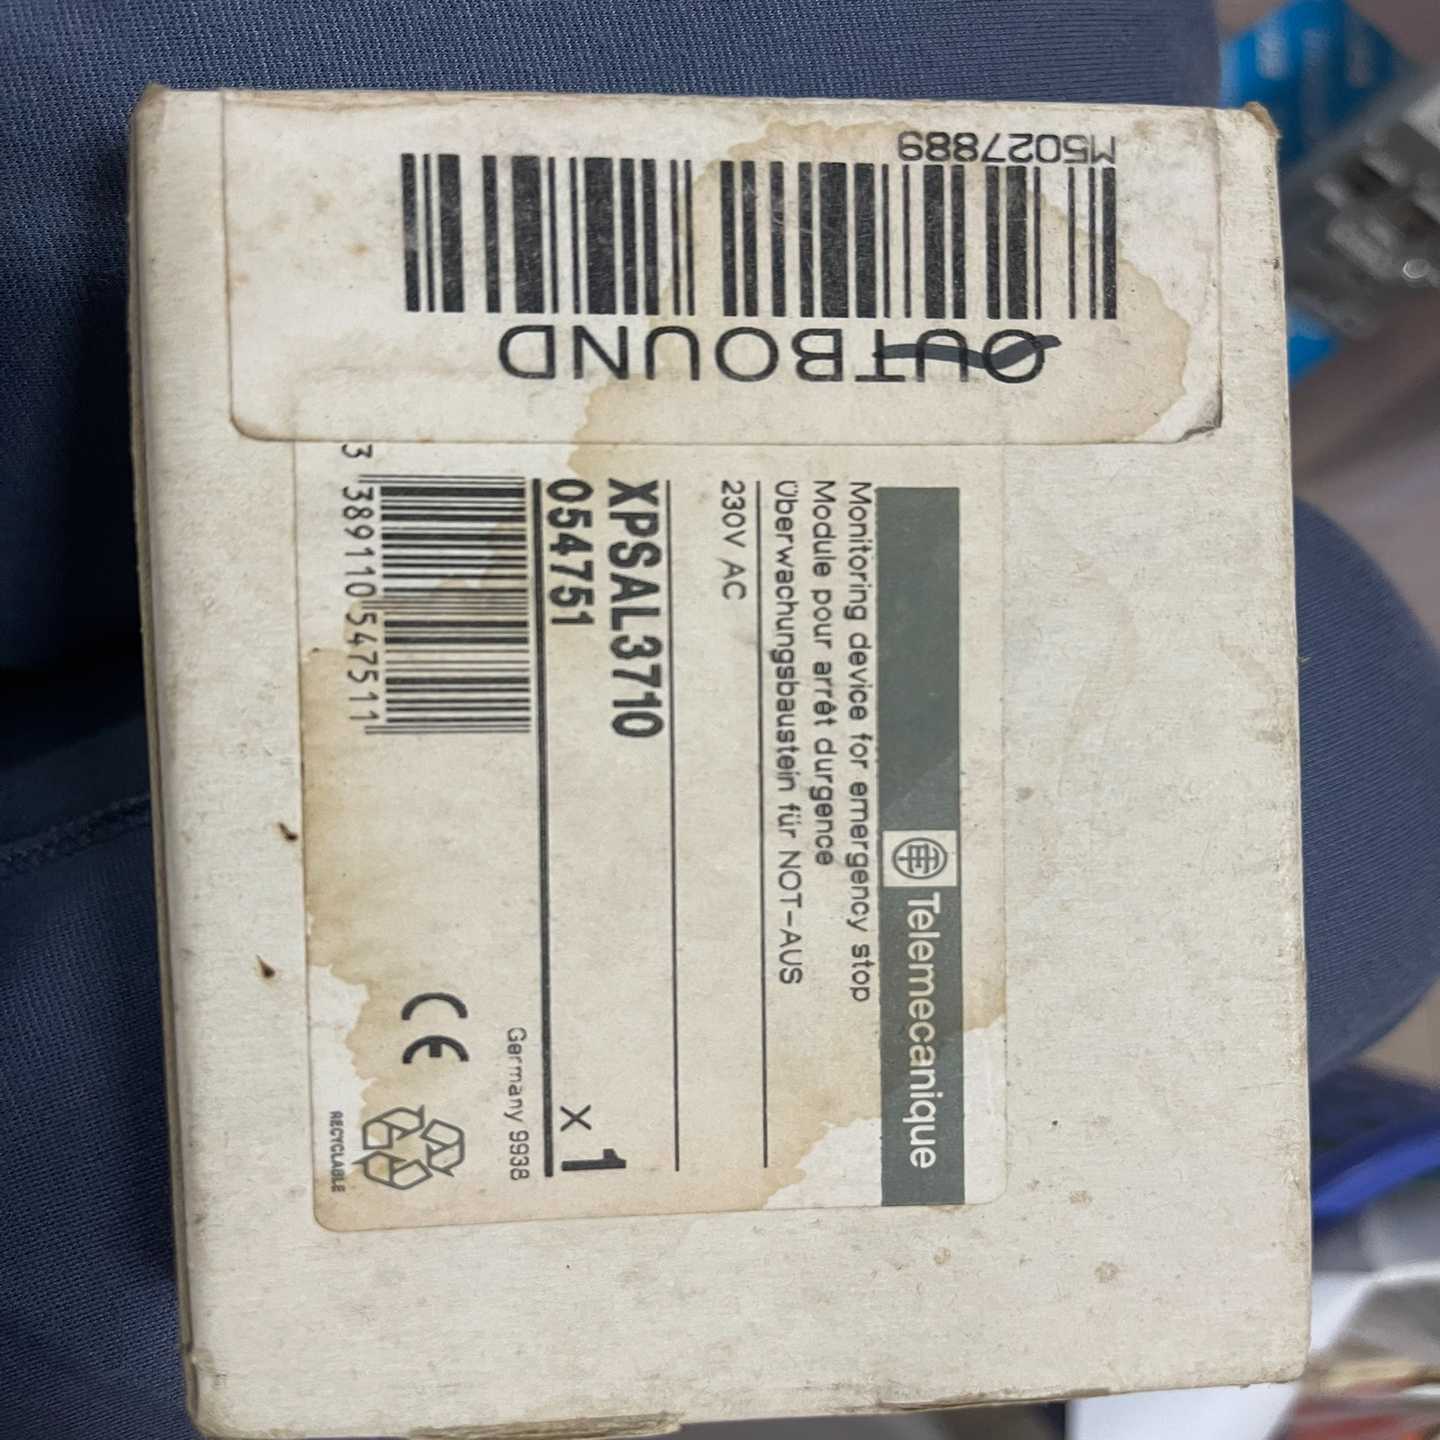 M5027889
OUTBOUND
Telemecanique
Monitoring device for emergency stop
Module pour arrêt durgence
Überwachungsbaustein für NOT-AUS
230V AC
XPSAL3710
054751
x 1
Germany 9938
3 389110 547511
CE
RECYCLABLE